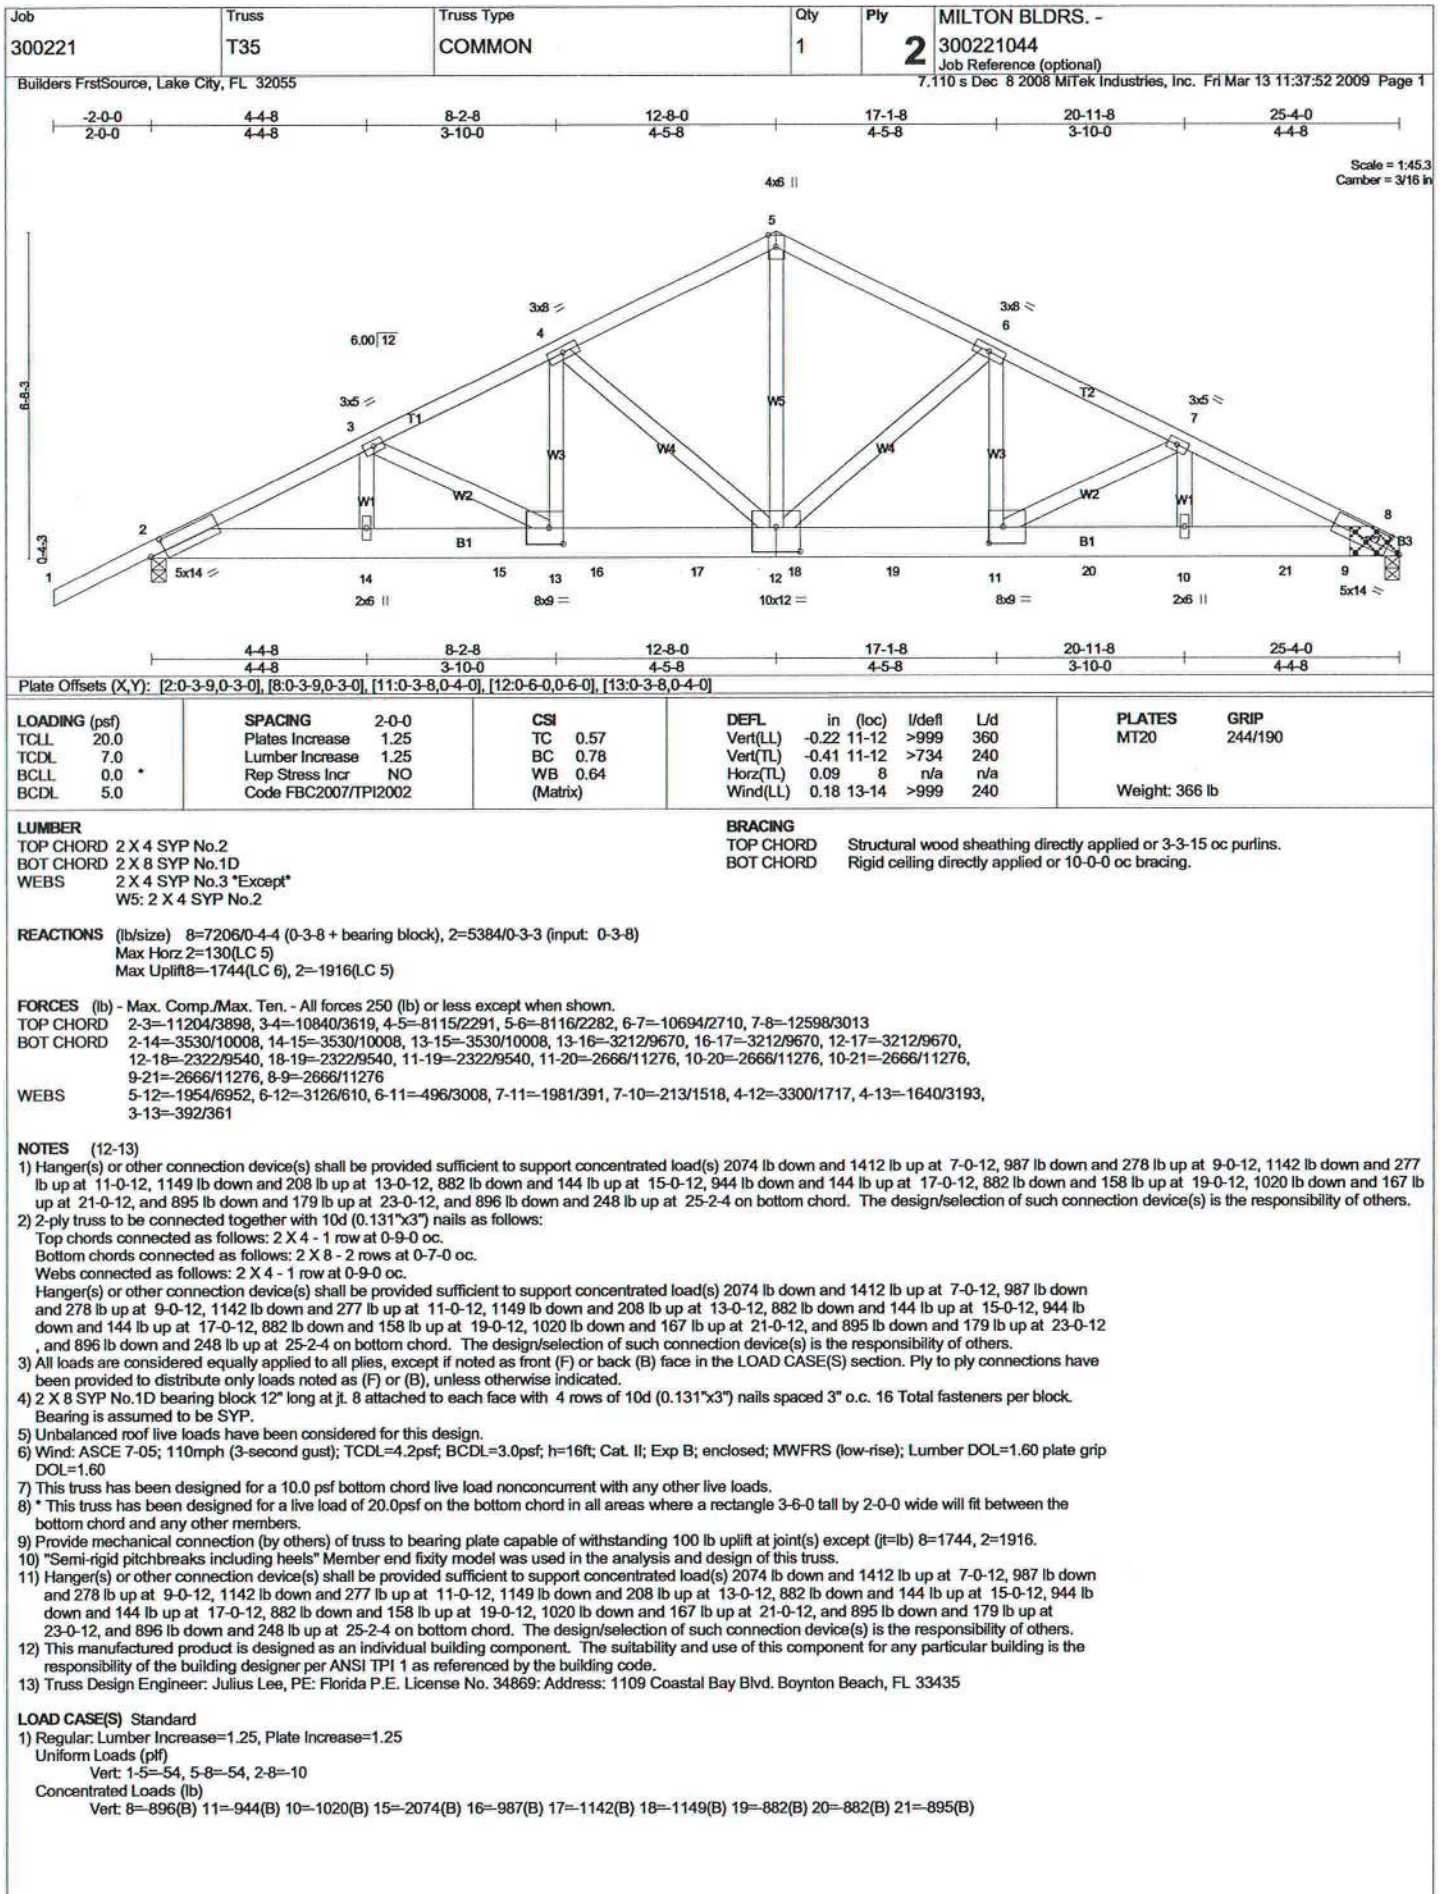 Job Truss Truss Type Qty Ply MILTON BLDRS. -
300221 T35 COMMON 1 2 300221044
Job Reference (optional)
Builders FrstSource, Lake City, FL 32055 7.110 s Dec 8 2008 MiTek Industries, Inc. Fri Mar 13 11:37:52 2009 Page 1
-2-0-0 4-4-8 8-2-8 12-8-0 17-1-8 20-11-8 25-4-0
2-0-0 4-4-8 3-10-0 4-5-8 4-5-8 3-10-0 4-4-8
Scale = 1:45.3
Camber = 3/16 in
4x6 ||
5
3x8 = 3x8 =
4 6
6.00 12
6-8-3
3x5 = T1 W5 T2 3x5 =
3 7
W3 W4 W4 W3
W1 W2 W2 W1
2 8
0-4-3 B1 B1 B3
1 5x14 = 14 15 13 16 17 12 18 19 11 20 10 21 9
2x6 || 8x9 = 10x12 = 8x9 = 2x6 || 5x14 =
4-4-8 8-2-8 12-8-0 17-1-8 20-11-8 25-4-0
4-4-8 3-10-0 4-5-8 4-5-8 3-10-0 4-4-8
Plate Offsets (X,Y): [2:0-3-9,0-3-0], [8:0-3-9,0-3-0], [11:0-3-8,0-4-0], [12:0-6-0,0-6-0], [13:0-3-8,0-4-0]
LOADING (psf) SPACING 2-0-0 CSI DEFL in (loc) l/defl L/d PLATES GRIP
TCLL 20.0 Plates Increase 1.25 TC 0.57 Vert(LL) -0.22 11-12 >999 360 MT20 244/190
TCDL 7.0 Lumber Increase 1.25 BC 0.78 Vert(TL) -0.41 11-12 >734 240
BCLL 0.0 * Rep Stress Incr NO WB 0.64 Horz(TL) 0.09 8 n/a n/a
BCDL 5.0 Code FBC2007/TPI2002 (Matrix) Wind(LL) 0.18 13-14 >999 240 Weight: 366 lb
LUMBER BRACING
TOP CHORD 2 X 4 SYP No.2 TOP CHORD Structural wood sheathing directly applied or 3-3-15 oc purlins.
BOT CHORD 2 X 8 SYP No.1D BOT CHORD Rigid ceiling directly applied or 10-0-0 oc bracing.
WEBS 2 X 4 SYP No.3 *Except*
W5: 2 X 4 SYP No.2
REACTIONS (lb/size) 8=7206/0-4-4 (0-3-8 + bearing block), 2=5384/0-3-3 (input: 0-3-8)
Max Horz 2=130(LC 5)
Max Uplift8=-1744(LC 6), 2=-1916(LC 5)
FORCES (lb) - Max. Comp./Max. Ten. - All forces 250 (lb) or less except when shown.
TOP CHORD 2-3=-11204/3898, 3-4=-10840/3619, 4-5=-8115/2291, 5-6=-8116/2282, 6-7=-10694/2710, 7-8=-12598/3013
BOT CHORD 2-14=-3530/10008, 14-15=-3530/10008, 13-15=-3530/10008, 13-16=-3212/9670, 16-17=-3212/9670, 12-17=-3212/9670,
12-18=-2322/9540, 18-19=-2322/9540, 11-19=-2322/9540, 11-20=-2666/11276, 10-20=-2666/11276, 10-21=-2666/11276,
9-21=-2666/11276, 8-9=-2666/11276
WEBS 5-12=-1954/6952, 6-12=-3126/610, 6-11=-496/3008, 7-11=-1981/391, 7-10=-213/1518, 4-12=-3300/1717, 4-13=-1640/3193,
3-13=-392/361
NOTES (12-13)
1) Hanger(s) or other connection device(s) shall be provided sufficient to support concentrated load(s) 2074 lb down and 1412 lb up at 7-0-12, 987 lb down and 278 lb up at 9-0-12, 1142 lb down and 277
lb up at 11-0-12, 1149 lb down and 208 lb up at 13-0-12, 882 lb down and 144 lb up at 15-0-12, 944 lb down and 144 lb up at 17-0-12, 882 lb down and 158 lb up at 19-0-12, 1020 lb down and 167 lb
up at 21-0-12, and 895 lb down and 179 lb up at 23-0-12, and 896 lb down and 248 lb up at 25-2-4 on bottom chord. The design/selection of such connection device(s) is the responsibility of others.
2) 2-ply truss to be connected together with 10d (0.131"x3") nails as follows:
Top chords connected as follows: 2 X 4 - 1 row at 0-9-0 oc.
Bottom chords connected as follows: 2 X 8 - 2 rows at 0-7-0 oc.
Webs connected as follows: 2 X 4 - 1 row at 0-9-0 oc.
Hanger(s) or other connection device(s) shall be provided sufficient to support concentrated load(s) 2074 lb down and 1412 lb up at 7-0-12, 987 lb down
and 278 lb up at 9-0-12, 1142 lb down and 277 lb up at 11-0-12, 1149 lb down and 208 lb up at 13-0-12, 882 lb down and 144 lb up at 15-0-12, 944 lb
down and 144 lb up at 17-0-12, 882 lb down and 158 lb up at 19-0-12, 1020 lb down and 167 lb up at 21-0-12, and 895 lb down and 179 lb up at 23-0-12
, and 896 lb down and 248 lb up at 25-2-4 on bottom chord. The design/selection of such connection device(s) is the responsibility of others.
3) All loads are considered equally applied to all plies, except if noted as front (F) or back (B) face in the LOAD CASE(S) section. Ply to ply connections have
been provided to distribute only loads noted as (F) or (B), unless otherwise indicated.
4) 2 X 8 SYP No.1D bearing block 12" long at jt. 8 attached to each face with 4 rows of 10d (0.131"x3") nails spaced 3" o.c. 16 Total fasteners per block.
Bearing is assumed to be SYP.
5) Unbalanced roof live loads have been considered for this design.
6) Wind: ASCE 7-05; 110mph (3-second gust); TCDL=4.2psf; BCDL=3.0psf; h=16ft; Cat. II; Exp B; enclosed; MWFRS (low-rise); Lumber DOL=1.60 plate grip
DOL=1.60
7) This truss has been designed for a 10.0 psf bottom chord live load nonconcurrent with any other live loads.
8) * This truss has been designed for a live load of 20.0psf on the bottom chord in all areas where a rectangle 3-6-0 tall by 2-0-0 wide will fit between the
bottom chord and any other members.
9) Provide mechanical connection (by others) of truss to bearing plate capable of withstanding 100 lb uplift at joint(s) except (jt=lb) 8=1744, 2=1916.
10) "Semi-rigid pitchbreaks including heels" Member end fixity model was used in the analysis and design of this truss.
11) Hanger(s) or other connection device(s) shall be provided sufficient to support concentrated load(s) 2074 lb down and 1412 lb up at 7-0-12, 987 lb down
and 278 lb up at 9-0-12, 1142 lb down and 277 lb up at 11-0-12, 1149 lb down and 208 lb up at 13-0-12, 882 lb down and 144 lb up at 15-0-12, 944 lb
down and 144 lb up at 17-0-12, 882 lb down and 158 lb up at 19-0-12, 1020 lb down and 167 lb up at 21-0-12, and 895 lb down and 179 lb up at
23-0-12, and 896 lb down and 248 lb up at 25-2-4 on bottom chord. The design/selection of such connection device(s) is the responsibility of others.
12) This manufactured product is designed as an individual building component. The suitability and use of this component for any particular building is the
responsibility of the building designer per ANSI TPI 1 as referenced by the building code.
13) Truss Design Engineer: Julius Lee, PE: Florida P.E. License No. 34869: Address: 1109 Coastal Bay Blvd. Boynton Beach, FL 33435
LOAD CASE(S) Standard
1) Regular: Lumber Increase=1.25, Plate Increase=1.25
Uniform Loads (plf)
Vert: 1-5=-54, 5-8=-54, 2-8=-10
Concentrated Loads (lb)
Vert: 8=-896(B) 11=-944(B) 10=-1020(B) 15=-2074(B) 16=-987(B) 17=-1142(B) 18=-1149(B) 19=-882(B) 20=-882(B) 21=-895(B)